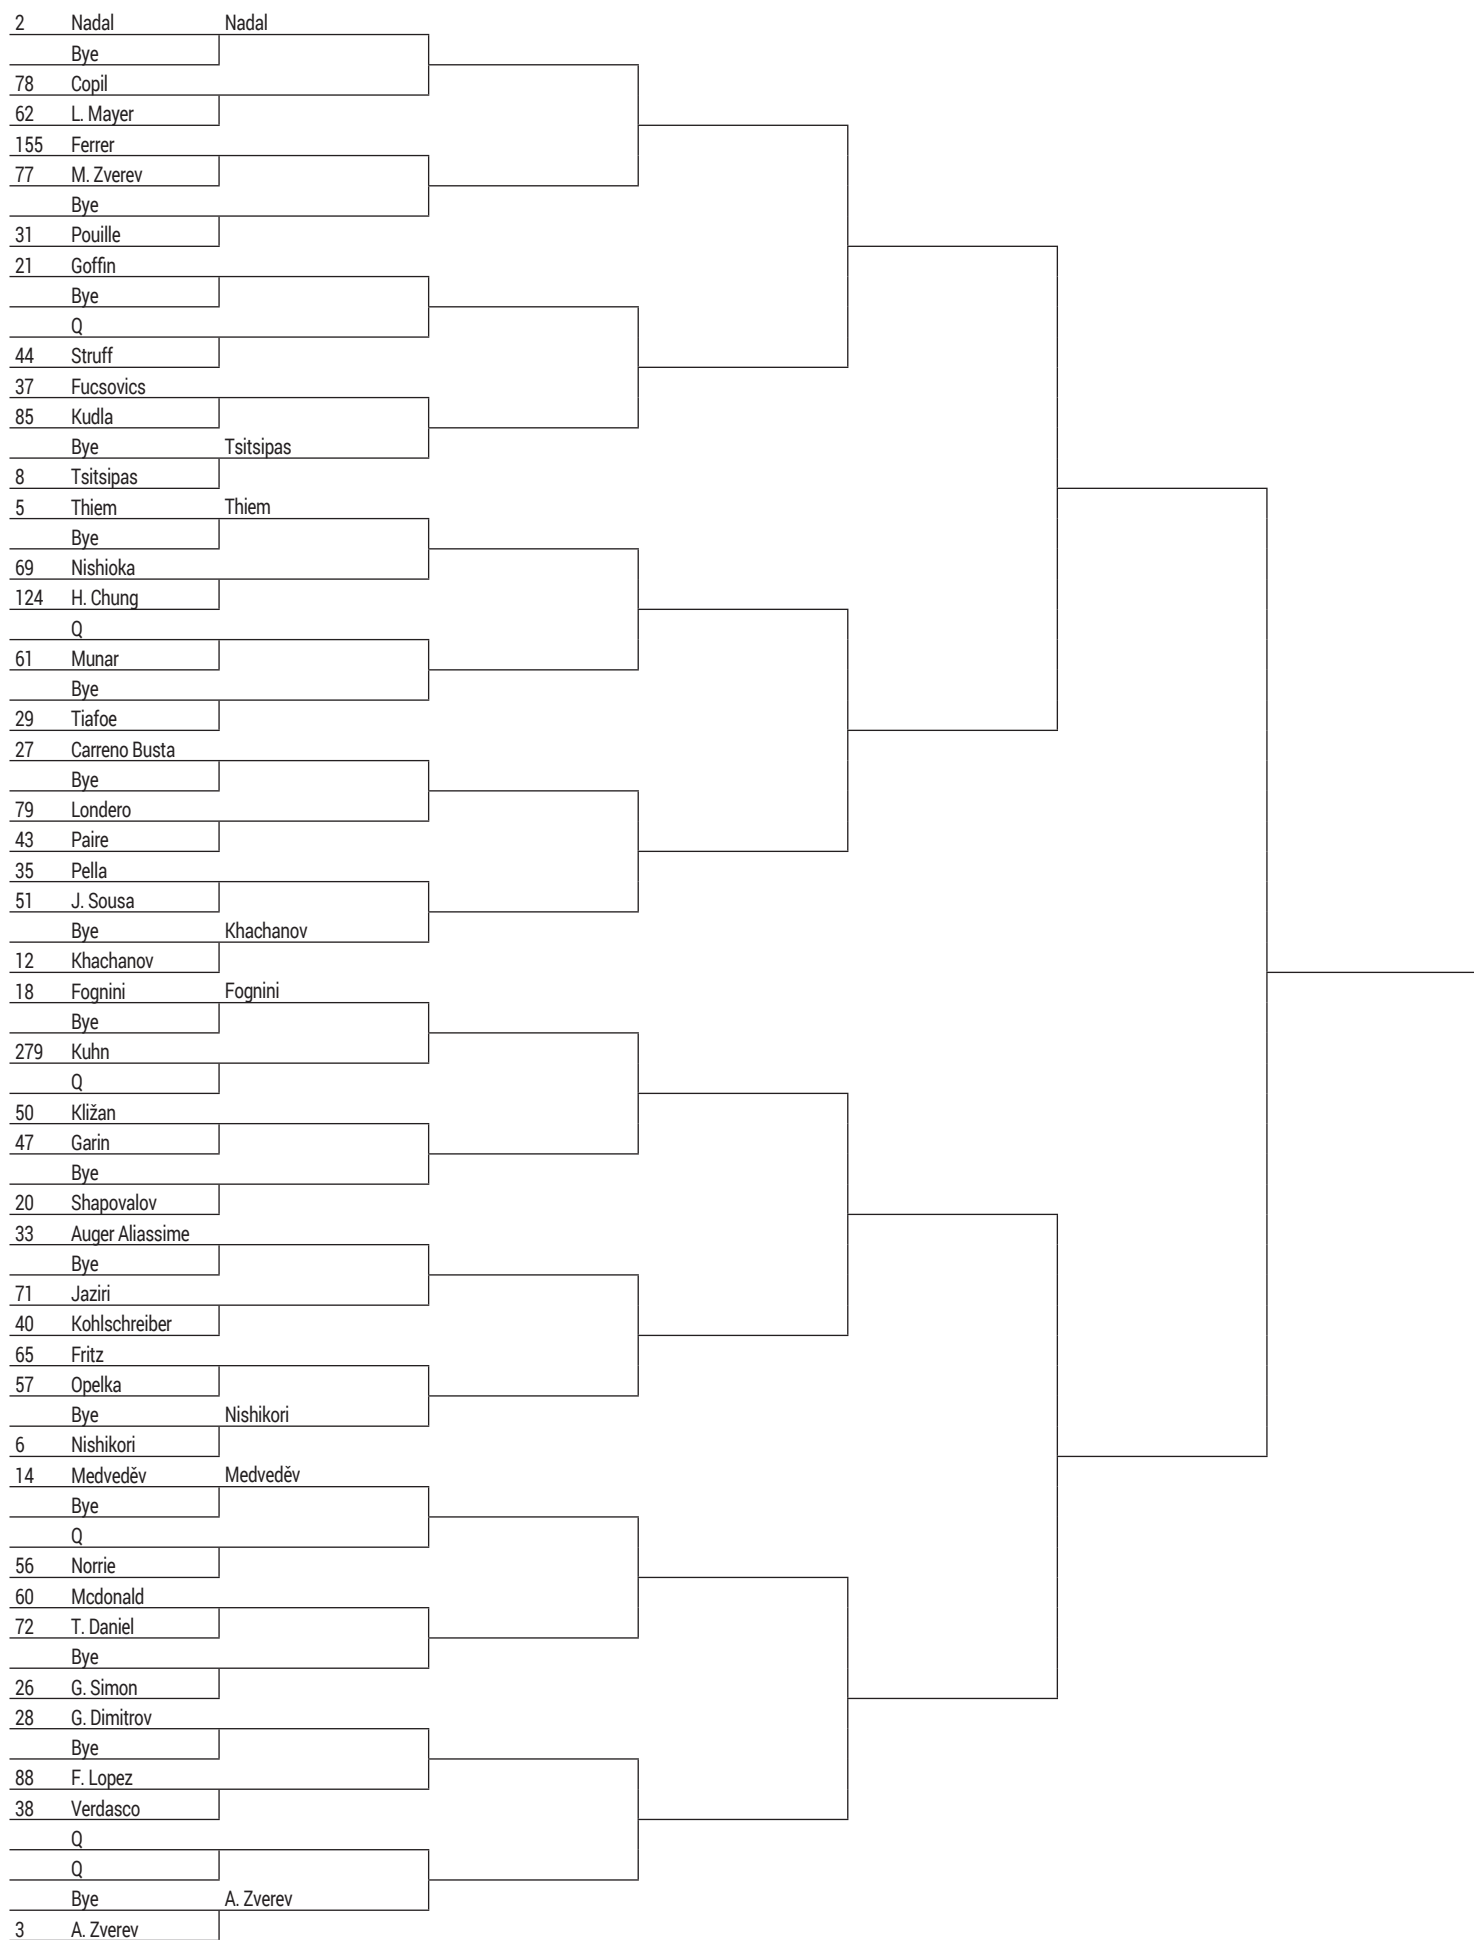 2 Nadal Nadal
Bye
78 Copil
62 L. Mayer
155 Ferrer
77 M. Zverev
Bye
31 Pouille
21 Goffin
Bye
Q
44 Struff
37 Fucsovics
85 Kudla
Bye Tsitsipas
8 Tsitsipas
5 Thiem Thiem
Bye
69 Nishioka
124 H. Chung
Q
61 Munar
Bye
29 Tiafoe
27 Carreno Busta
Bye
79 Londero
43 Paire
35 Pella
51 J. Sousa
Bye Khachanov
12 Khachanov
18 Fognini Fognini
Bye
279 Kuhn
Q
50 Kližan
47 Garin
Bye
20 Shapovalov
33 Auger Aliassime
Bye
71 Jaziri
40 Kohlschreiber
65 Fritz
57 Opelka
Bye Nishikori
6 Nishikori
14 Medveděv Medveděv
Bye
Q
56 Norrie
60 Mcdonald
72 T. Daniel
Bye
26 G. Simon
28 G. Dimitrov
Bye
88 F. Lopez
38 Verdasco
Q
Q
Bye A. Zverev
3 A. Zverev